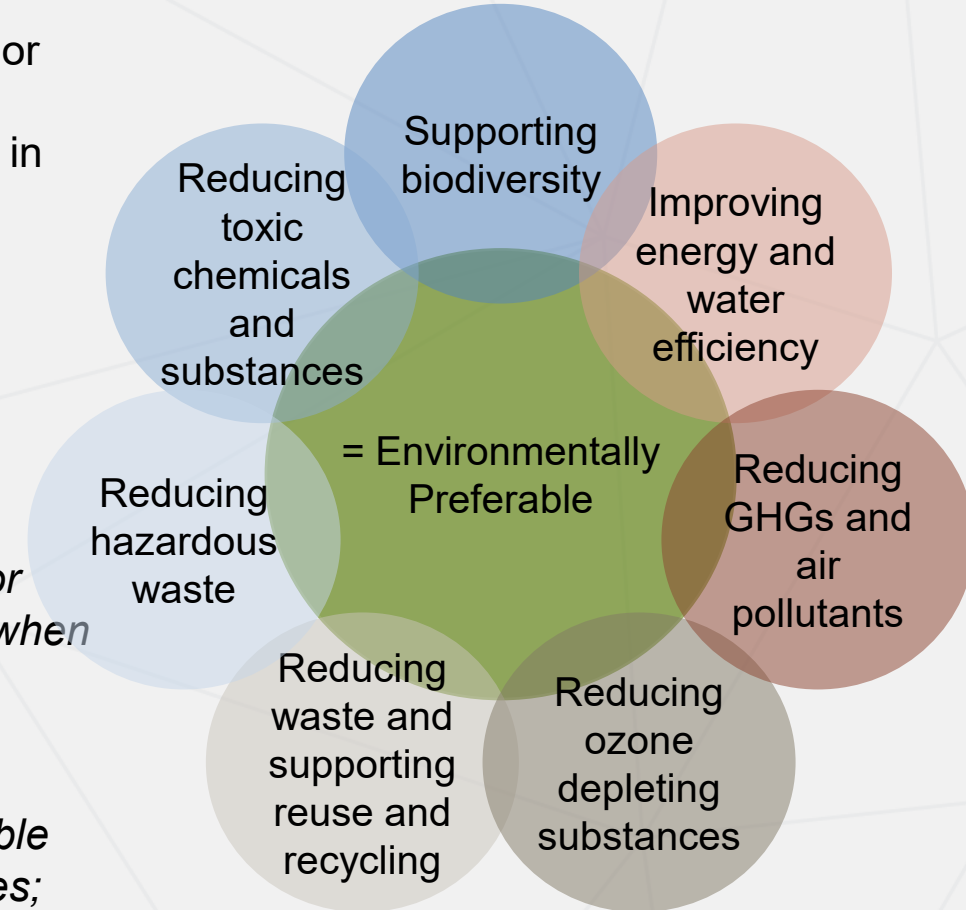 or
in
or
when
ble
es;
Supporting
biodiversity
Improving
energy and
water
efficiency
Reducing
GHGs and
air
pollutants
Reducing
ozone
depleting
substances
Reducing
waste and
supporting
reuse and
recycling
Reducing
hazardous
waste
Reducing
toxic
chemicals
and
substances
= Environmentally
Preferable